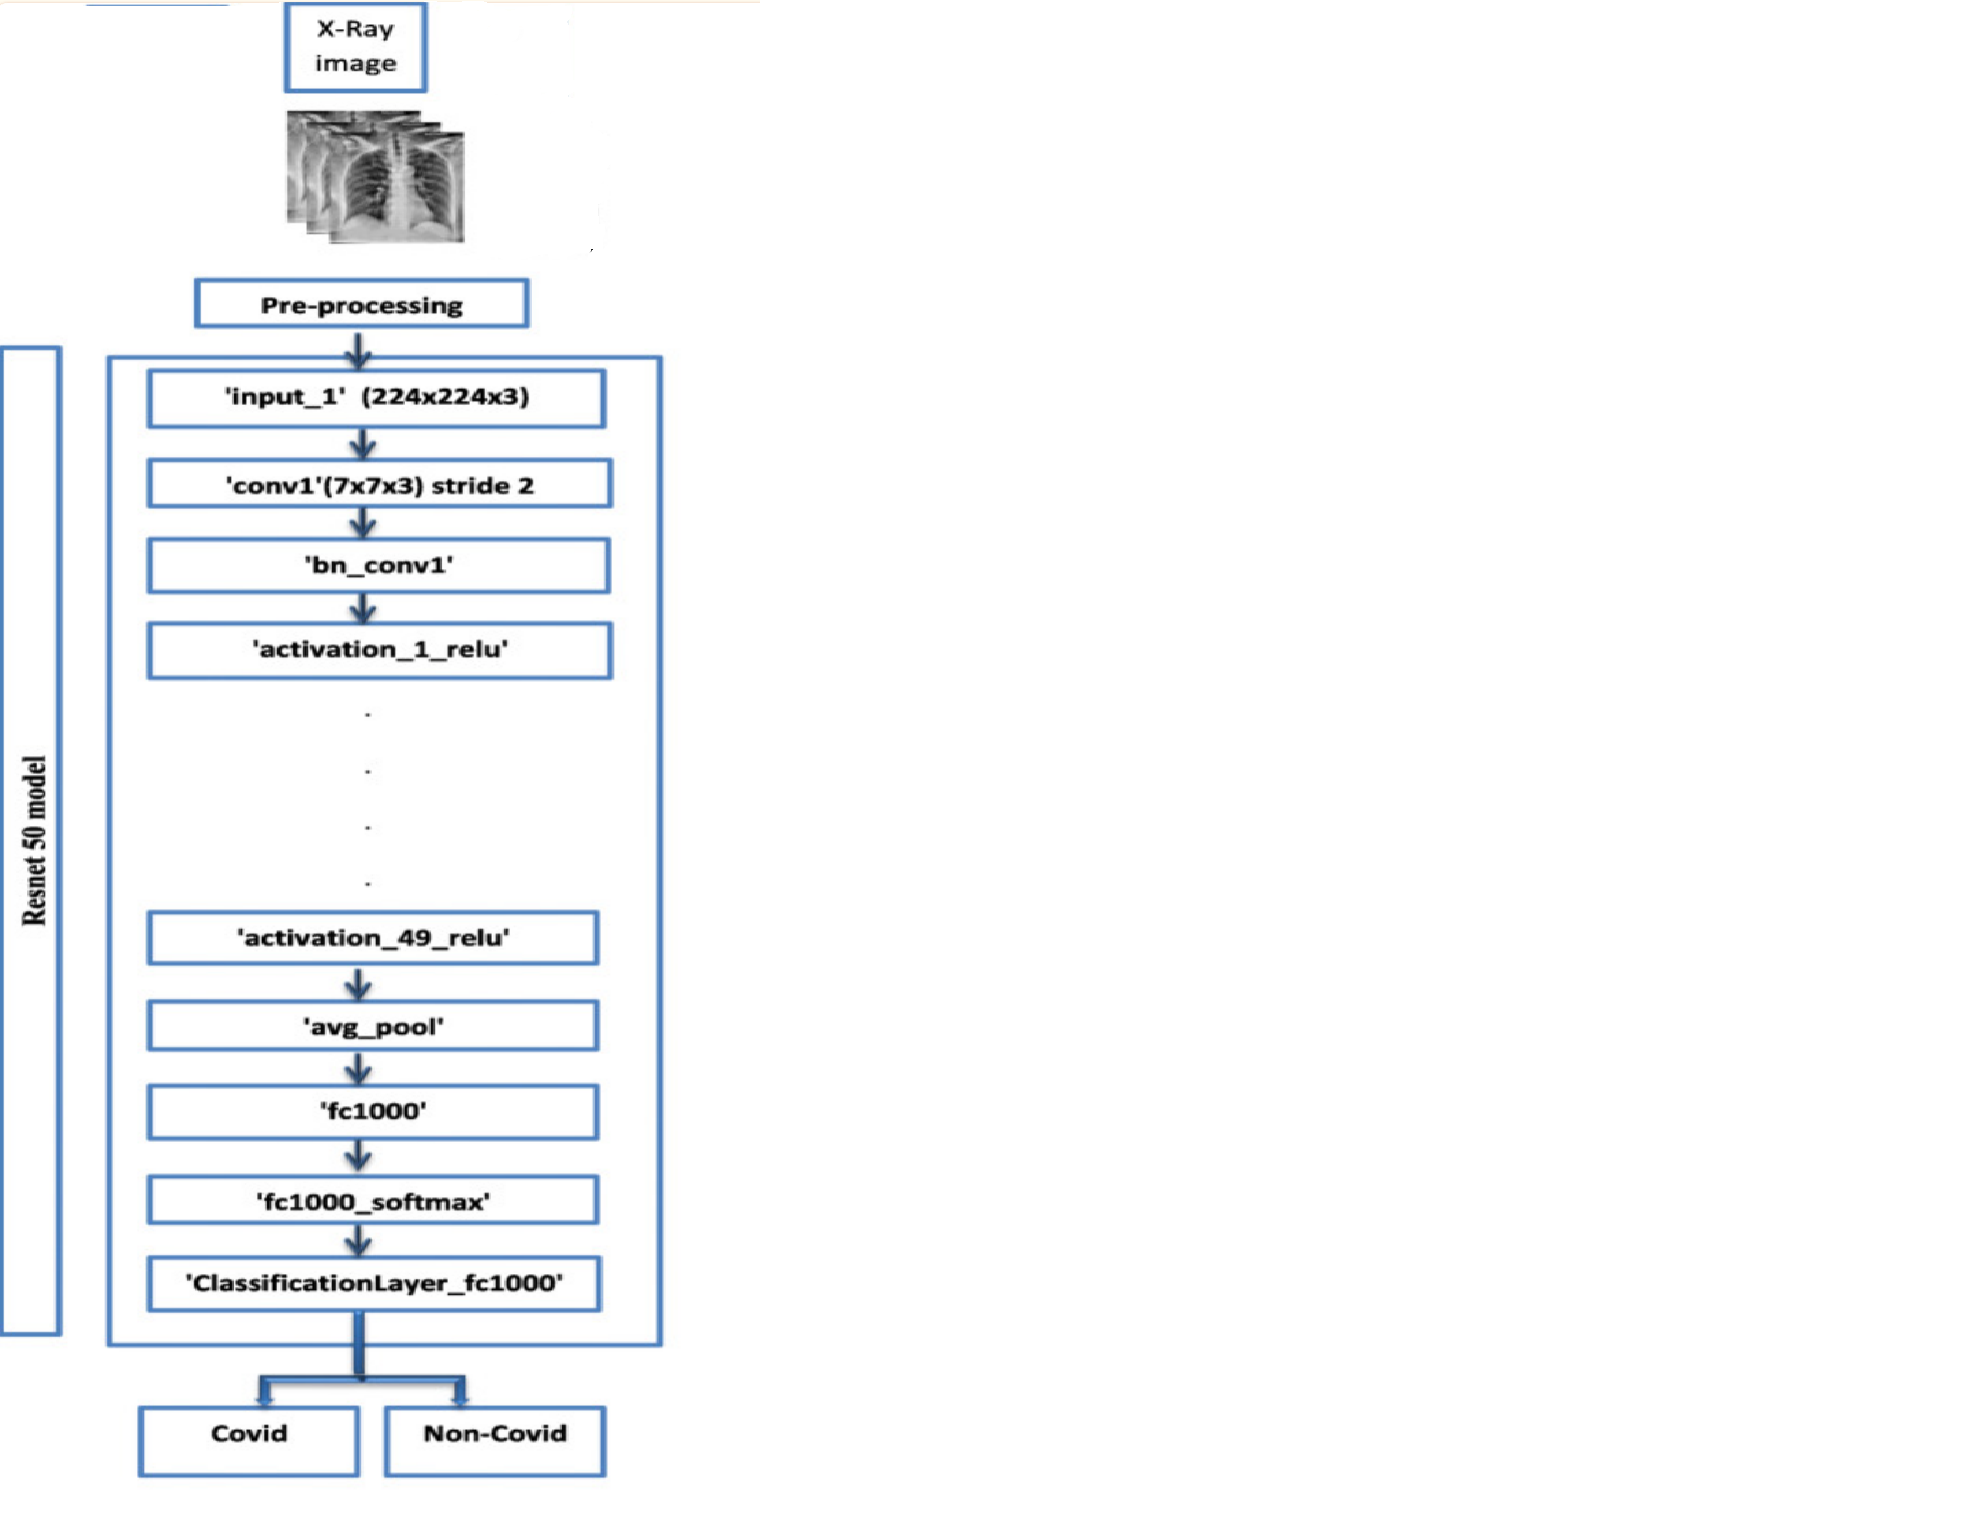 X-Ray
image
Pre-processing
Resnet 50 model
'input_1' (224x224x3)
'conv1'(7x7x3) stride 2
'bn_conv1'
'activation_1_relu'
.
.
.
.
'activation_49_relu'
'avg_pool'
'fc1000'
'fc1000_softmax'
'ClassificationLayer_fc1000'
Covid
Non-Covid